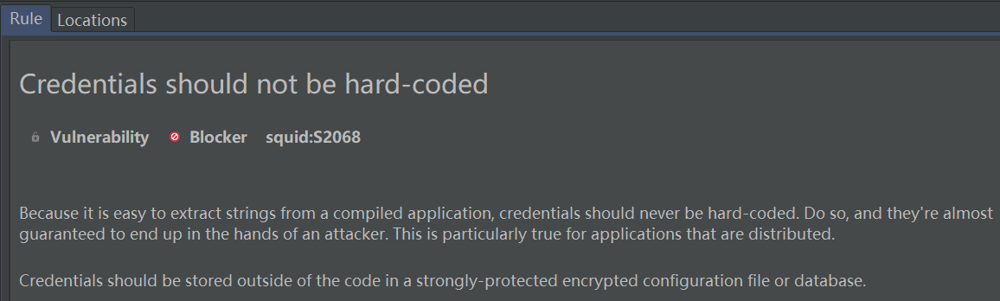 Rule Locations
Credentials should not be hard-coded
Vulnerability Blocker squid:S2068
Because it is easy to extract strings from a compiled application, credentials should never be hard-coded. Do so, and they're almost
guaranteed to end up in the hands of an attacker. This is particularly true for applications that are distributed.
Credentials should be stored outside of the code in a strongly-protected encrypted configuration file or database.